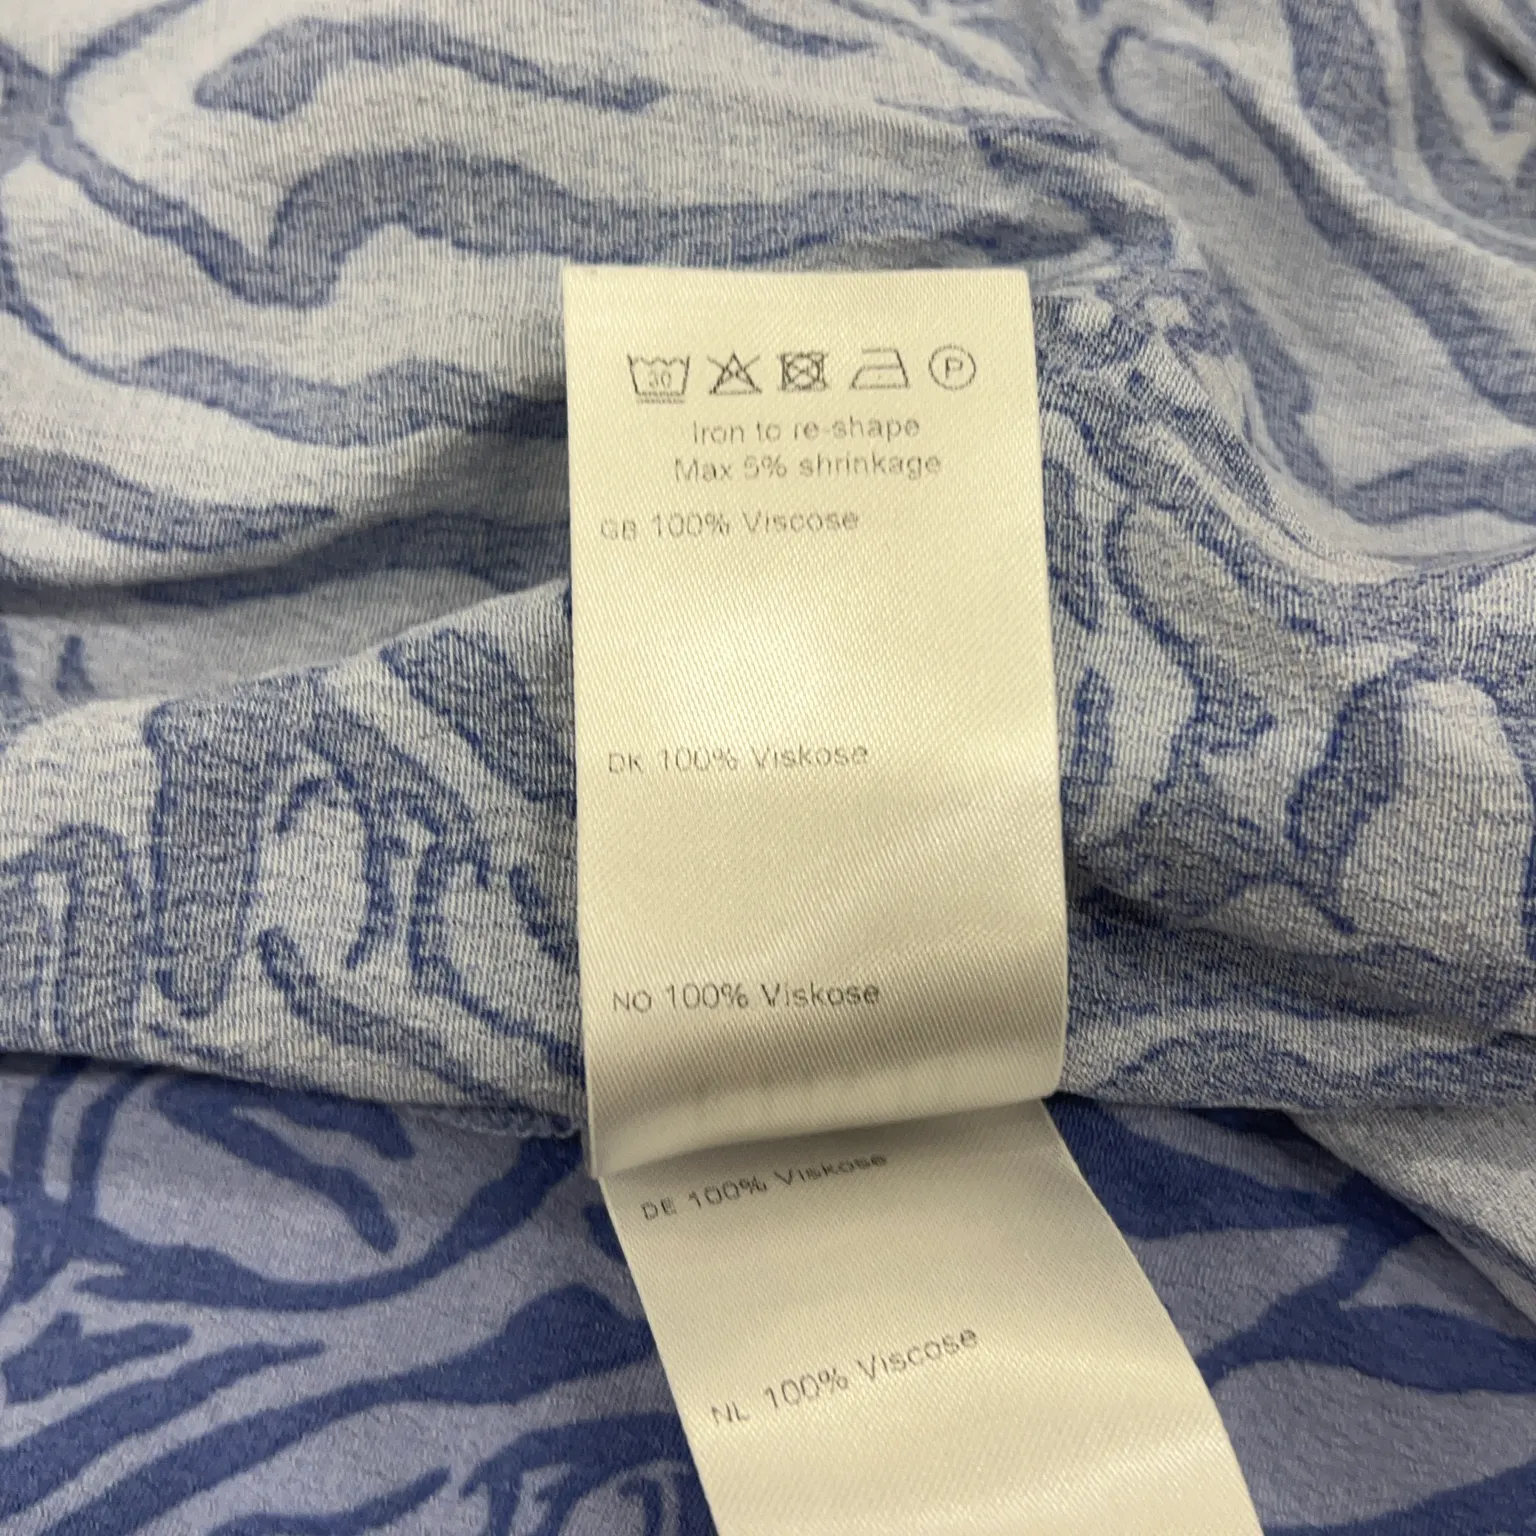 30 P
Iron to re-shape
Max 5% shrinkage
GB 100% Viscose
DK 100% Viskose
NO 100% Viskose
DE 100% Viskose
NL 100% Viscose